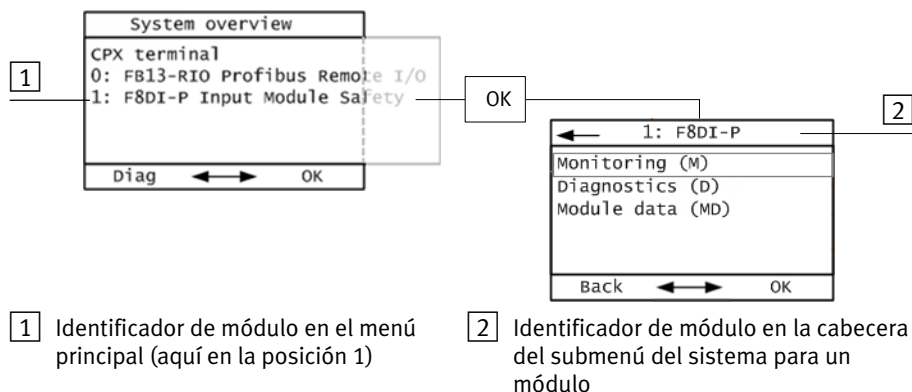 System overview
CPX terminal
0: FB13-RIO Profibus Remote I/O
1: F8DI-P Input Module Safety
Diag OK
1
OK
2
1: F8DI-P
Monitoring (M)
Diagnostics (D)
Module data (MD)
Back OK
1 Identificador de módulo en el menú
principal (aquí en la posición 1)
2 Identificador de módulo en la cabecera
del submenú del sistema para un
módulo